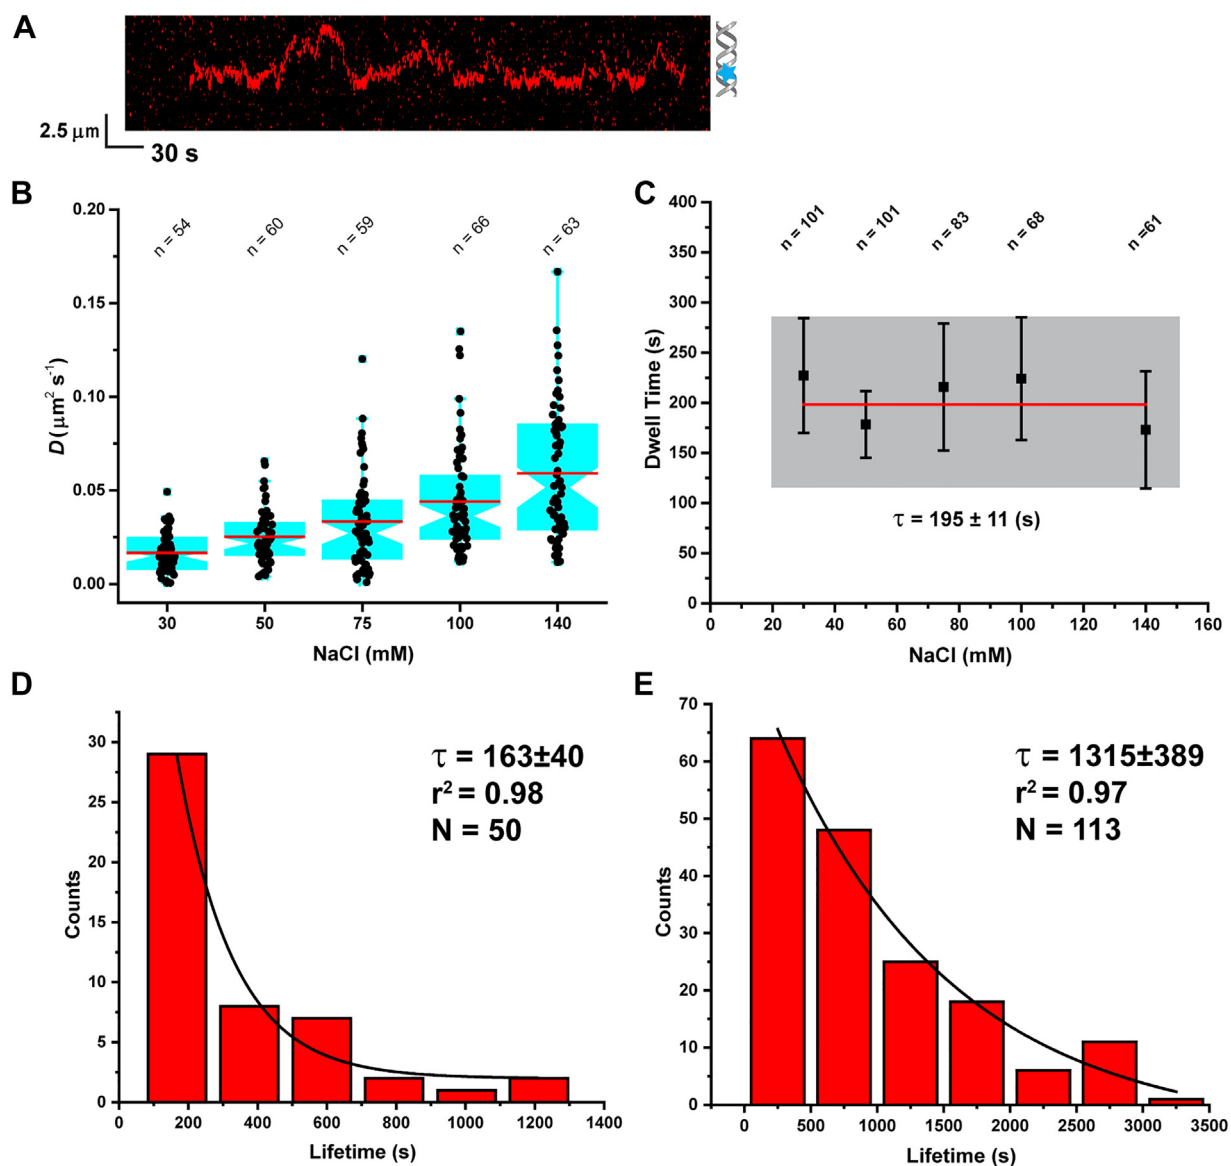 A
2.5 μm
30 s
B
n = 54
n = 60
n = 59
n = 66
n = 63
0.20
0.15
0.10
0.05
0.00
D (μm² s⁻¹)
30 50 75 100 140
NaCl (mM)
C
n = 101
n = 101
n = 83
n = 68
n =61
400
350
300
250
200
150
100
50
0
Dwell Time (s)
τ = 195 ± 11 (s)
0 20 40 60 80 100 120 140 160
NaCl (mM)
D
30
25
20
15
10
5
0
Counts
τ = 163±40
r² = 0.98
N = 50
0 200 400 600 800 1000 1200 1400
Lifetime (s)
E
70
60
50
40
30
20
10
0
Counts
τ = 1315±389
r² = 0.97
N = 113
0 500 1000 1500 2000 2500 3000 3500
Lifetime (s)